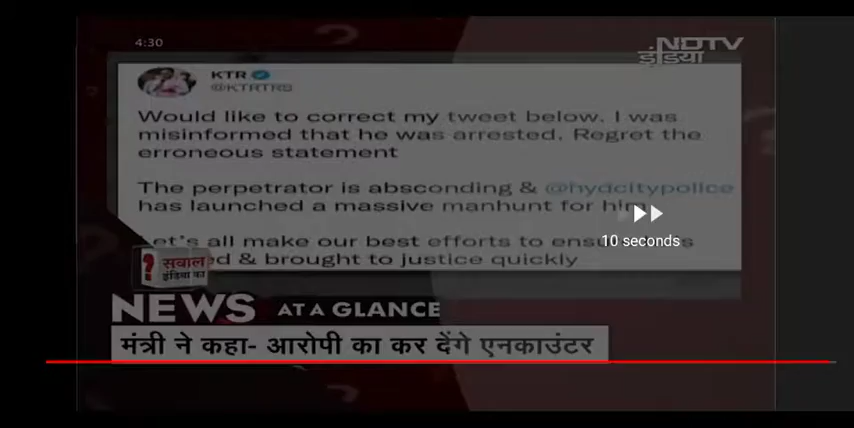 4:30
NDTV
इंडिया
KTR
@KTRTRS
Would like to correct my tweet below. I was
misinformed that he was arrested. Regret the
erroneous statement
The perpetrator is absconding & @hydcitypolice
has launched a massive manhunt for him
10 seconds
Let's all make our best efforts to ensure
& brought to justice quickly
सवाल
इंडिया का
NEWS AT A GLANCE
मंत्री ने कहा- आरोपी का कर देंगे एनकाउंटर